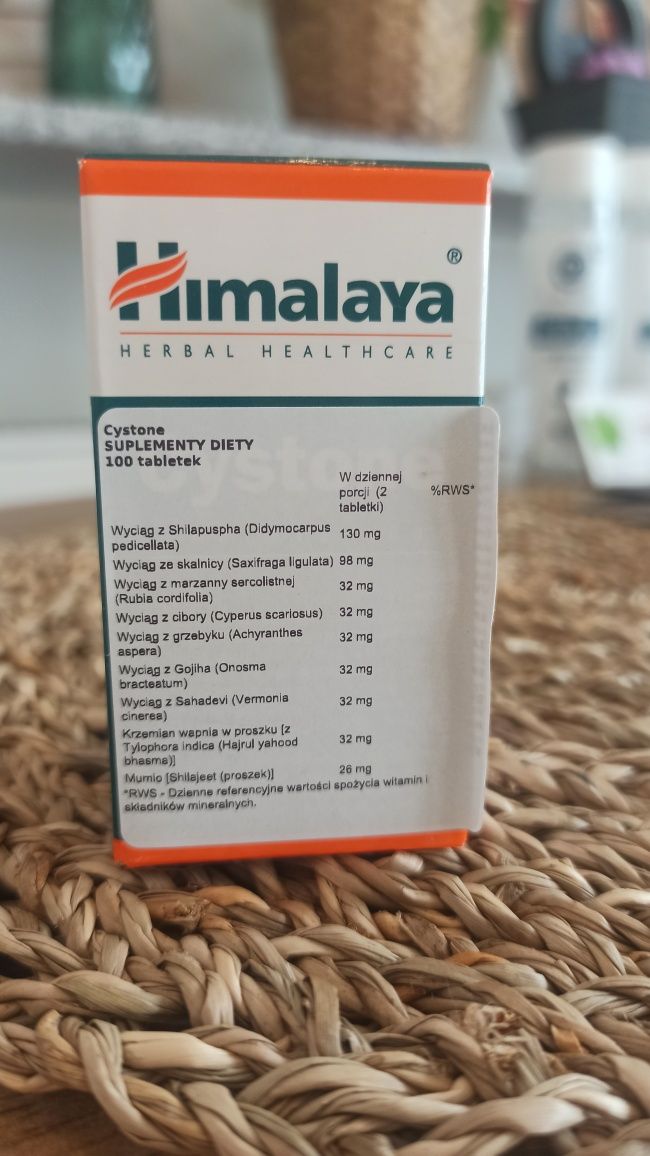 Himalaya®
HERBAL HEALTHCARE
Cystone
SUPLEMENTY DIETY
100 tabletek
W dziennej
porcji (2
tabletki)
%RWS*
Wyciąg z Shilapuspha (Didymocarpus
pedicellata)
130 mg
Wyciąg ze skalnicy (Saxifraga ligulata) 98 mg
Wyciąg z marzanny sercolistnej
(Rubia cordifolia)
32 mg
Wyciąg z cibory (Cyperus scariosus) 32 mg
Wyciąg z grzebyku (Achyranthes
aspera)
32 mg
Wyciąg z Gojiha (Onosma
bracteatum)
32 mg
Wyciąg z Sahadevi (Vermonia
cinerea)
32 mg
Krzemian wapnia w proszku [z
Tylophora indica (Hajrul yahood
bhasma)]
32 mg
Mumio [Shilajeet (proszek)] 26 mg
*RWS - Dzienne referencyjne wartości spożycia witamin i
składników mineralnych.